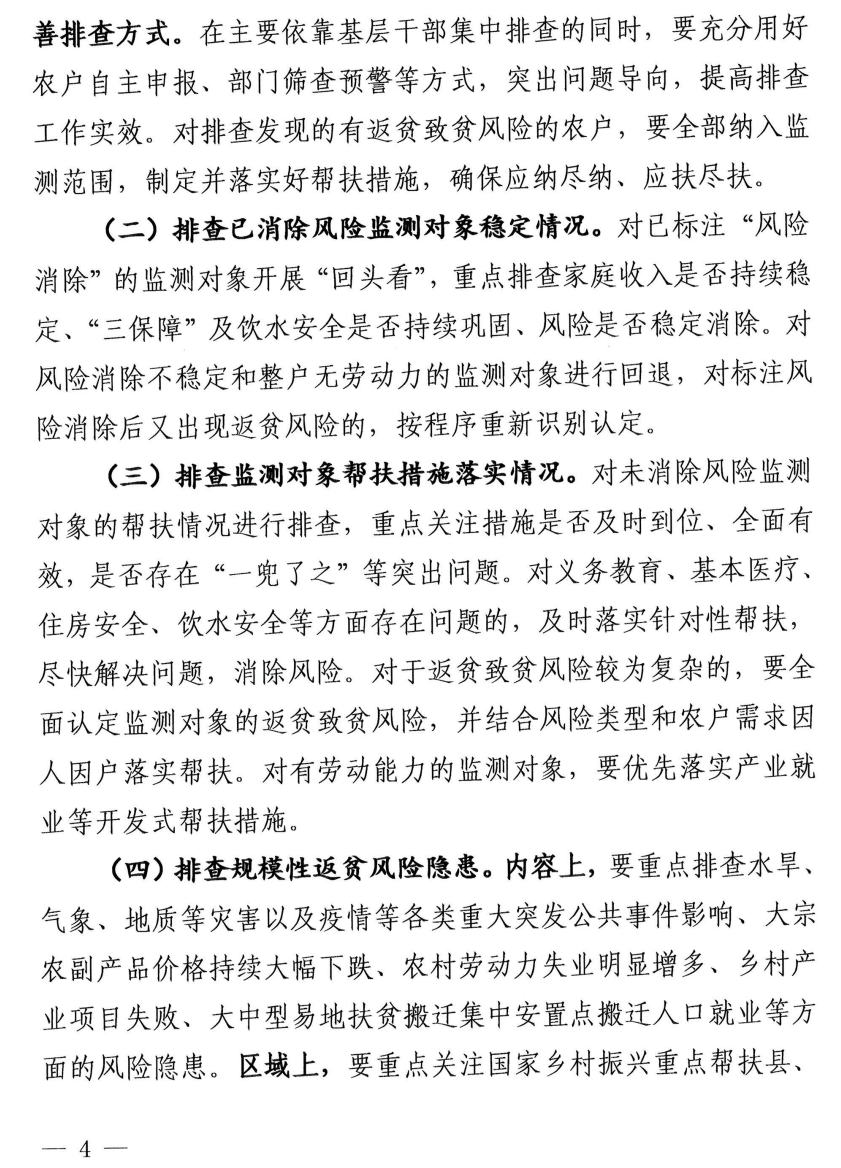 善排查方式。在主要依靠基层干部集中排查的同时，要充分用好
农户自主申报、部门筛查预警等方式，突出问题导向，提高排查
工作实效。对排查发现的有返贫致贫风险的农户，要全部纳入监
测范围，制定并落实好帮扶措施，确保应纳尽纳、应扶尽扶。
（二）排查已消除风险监测对象稳定情况。对已标注“风险
消除”的监测对象开展“回头看”，重点排查家庭收入是否持续稳
定、“三保障”及饮水安全是否持续巩固、风险是否稳定消除。对
风险消除不稳定和整户无劳动力的监测对象进行回退，对标注风
险消除后又出现返贫风险的，按程序重新识别认定。
（三）排查监测对象帮扶措施落实情况。对未消除风险监测
对象的帮扶情况进行排查，重点关注措施是否及时到位、全面有
效，是否存在“一兜了之”等突出问题。对义务教育、基本医疗、
住房安全、饮水安全等方面存在问题的，及时落实针对性帮扶，
尽快解决问题，消除风险。对于返贫致贫风险较为复杂的，要全
面认定监测对象的返贫致贫风险，并结合风险类型和农户需求因
人因户落实帮扶。对有劳动能力的监测对象，要优先落实产业就
业等开发式帮扶措施。
（四）排查规模性返贫风险隐患。内容上，要重点排查水旱、
气象、地质等灾害以及疫情等各类重大突发公共事件影响、大宗
农副产品价格持续大幅下跌、农村劳动力失业明显增多、乡村产
业项目失败、大中型易地扶贫搬迁集中安置点搬迁人口就业等方
面的风险隐患。区域上，要重点关注国家乡村振兴重点帮扶县、
— 4 —